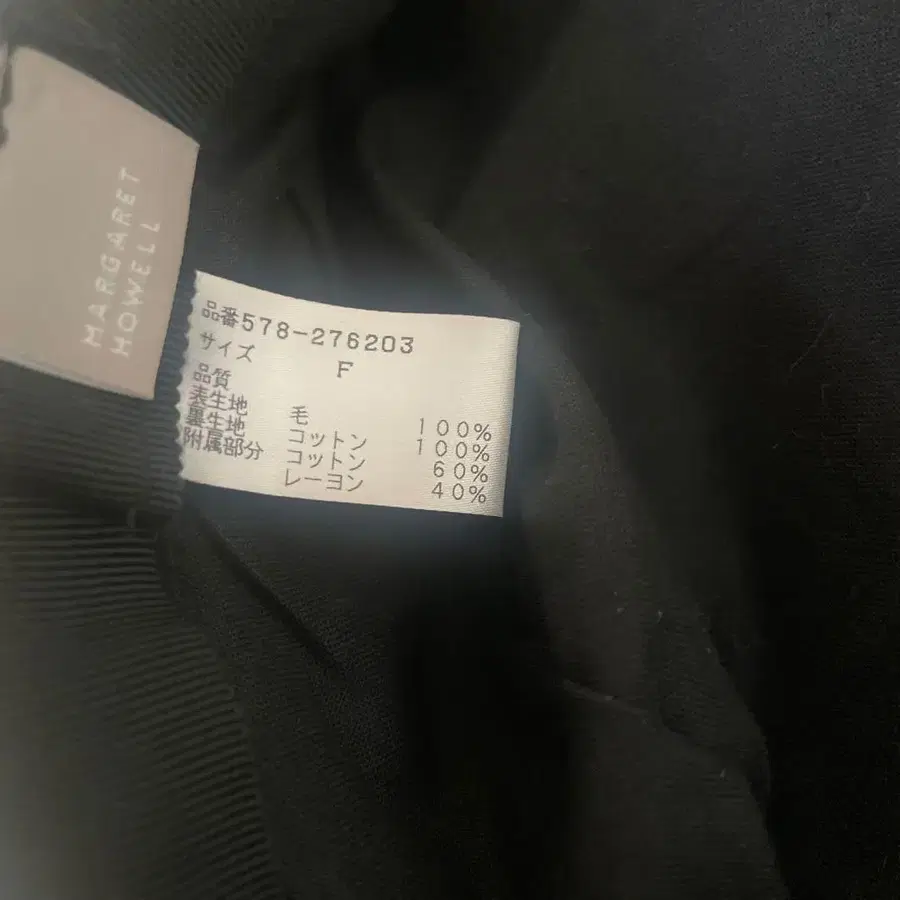 MARGARET
HOWELL
品番578-276203
サイズ F
品質
表生地 毛 100%
裏生地 コットン 100%
附属部分 コットン 60%
レーヨン 40%